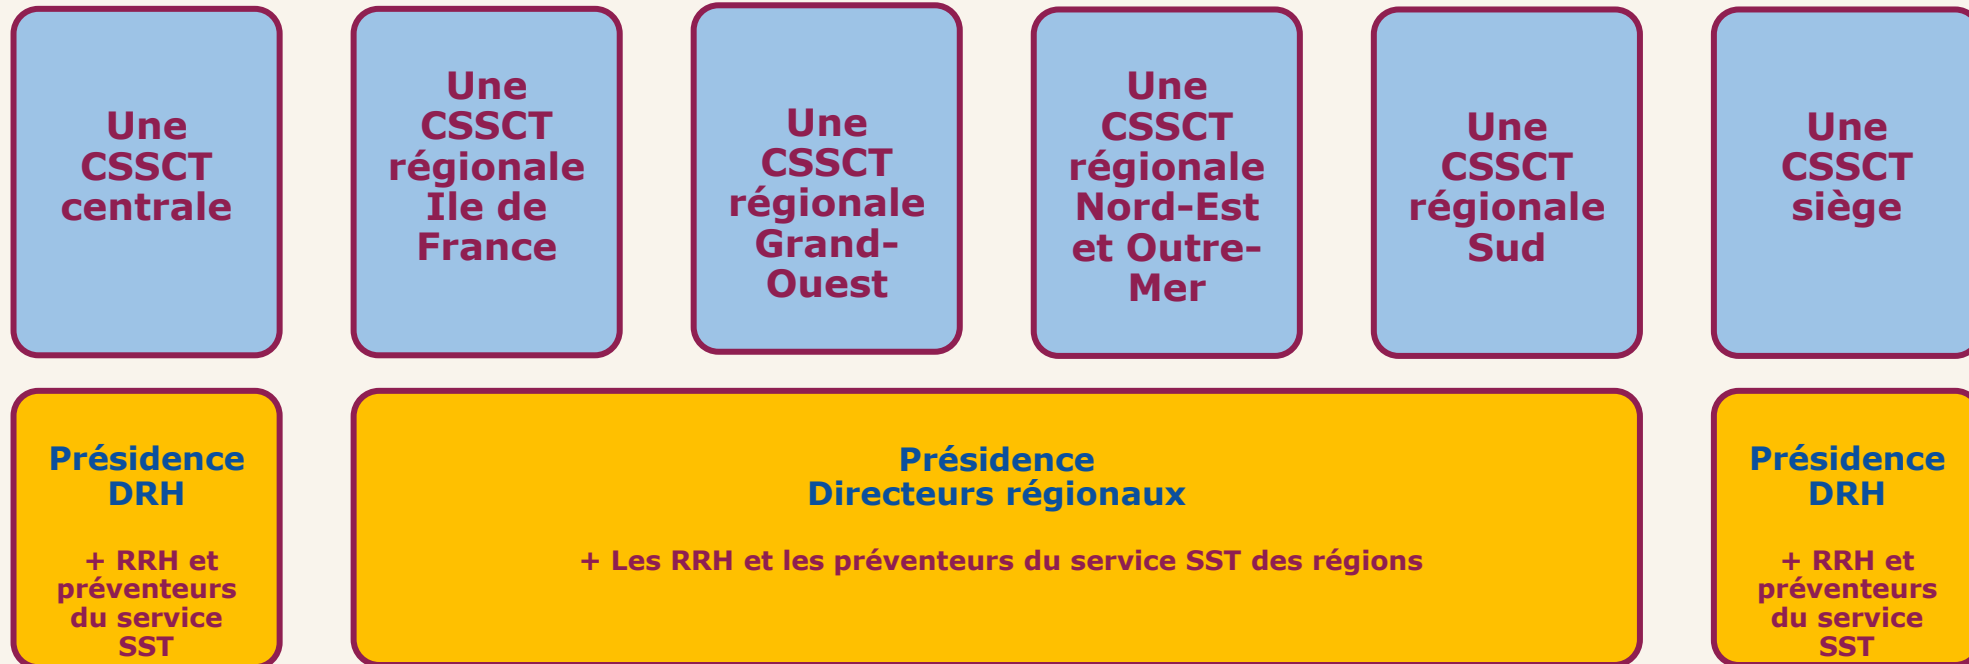 Une
CSSCT
centrale
Une
CSSCT
régionale
Ile de
France
Une
CSSCT
régionale
Grand-
Ouest
Une
CSSCT
régionale
Nord-Est
et Outre-
Mer
Une
CSSCT
régionale
Sud
Une
CSSCT
siège
Présidence
DRH
+ RRH et
préventeurs
du service
SST
Présidence
Directeurs régionaux
+ Les RRH et les préventeurs du service SST des régions
Présidence
DRH
+ RRH et
préventeurs
du service
SST